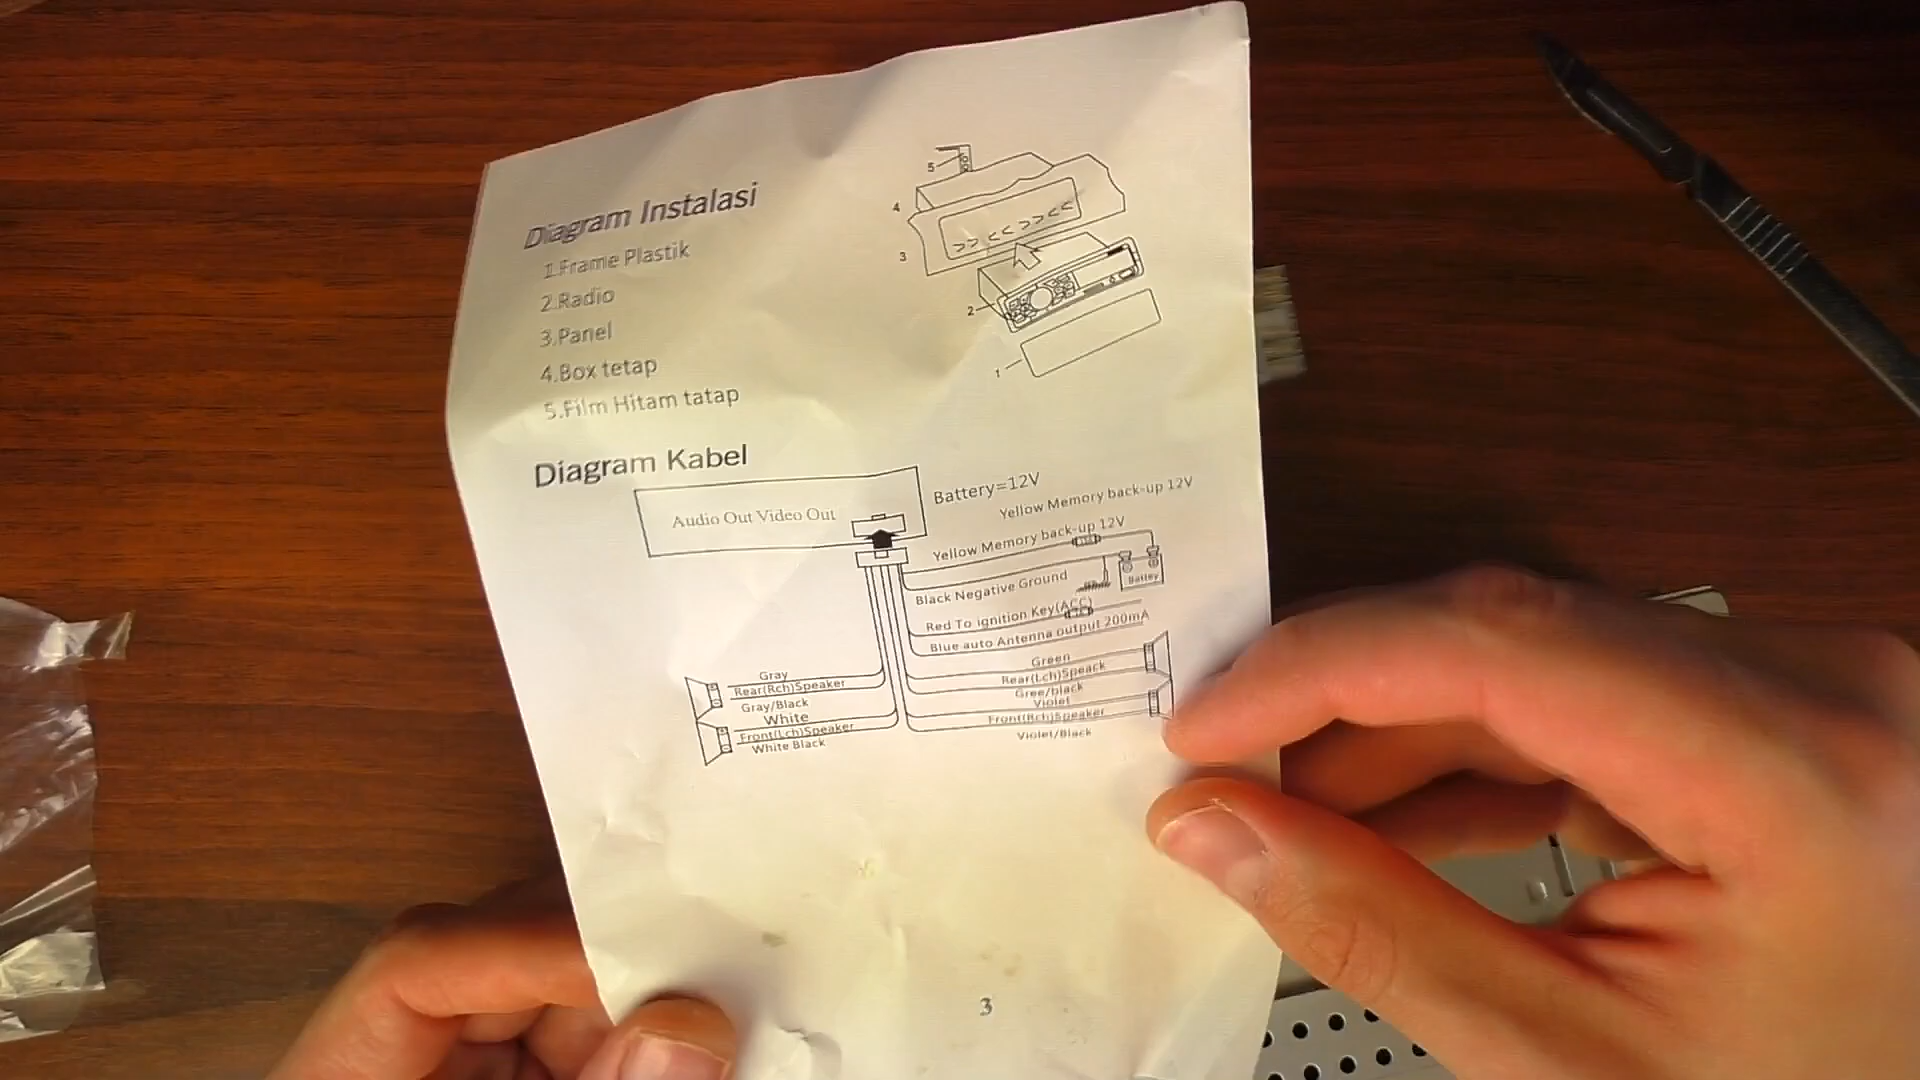 Diagram Instalasi
1.Frame Plastik
2.Radio
3.Panel
4.Box tetap
5.Film Hitam tatap
5
4
3
2
1
>> << >> <<
Diagram Kabel
Audio Out Video Out
Battery=12V
Yellow Memory back-up 12V
Yellow Memory back-up 12V
Batley
Black Negative Ground
Red To ignition Key(ACC)
Blue auto Antenna output 200mA
Green
Rear(Lch)Speack
Gree/black
Violet
Front(Rch)Speaker
Violet/Black
Gray
Rear(Rch)Speaker
Gray/Black
White
Front(Lch)Speaker
White Black
3